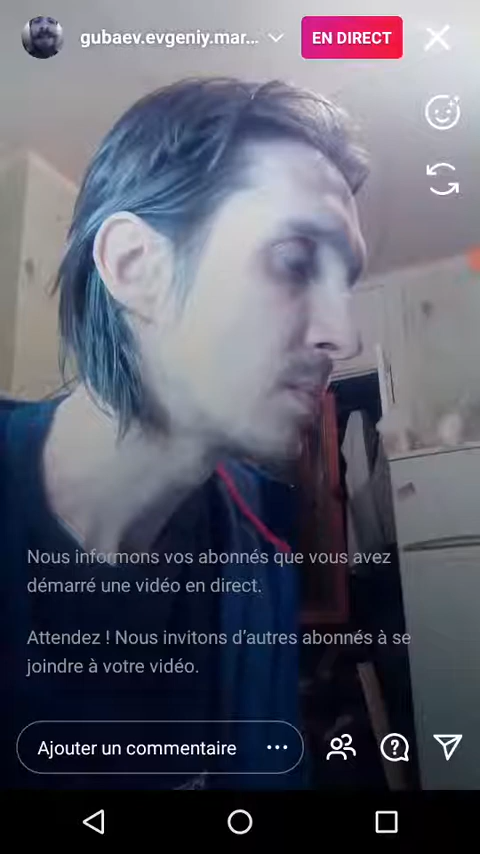 gubaev.evgeniy.mar...
EN DIRECT
Nous informons vos abonnés que vous avez
démarré une vidéo en direct.
Attendez ! Nous invitons d'autres abonnés à se
joindre à votre vidéo.
Ajouter un commentaire